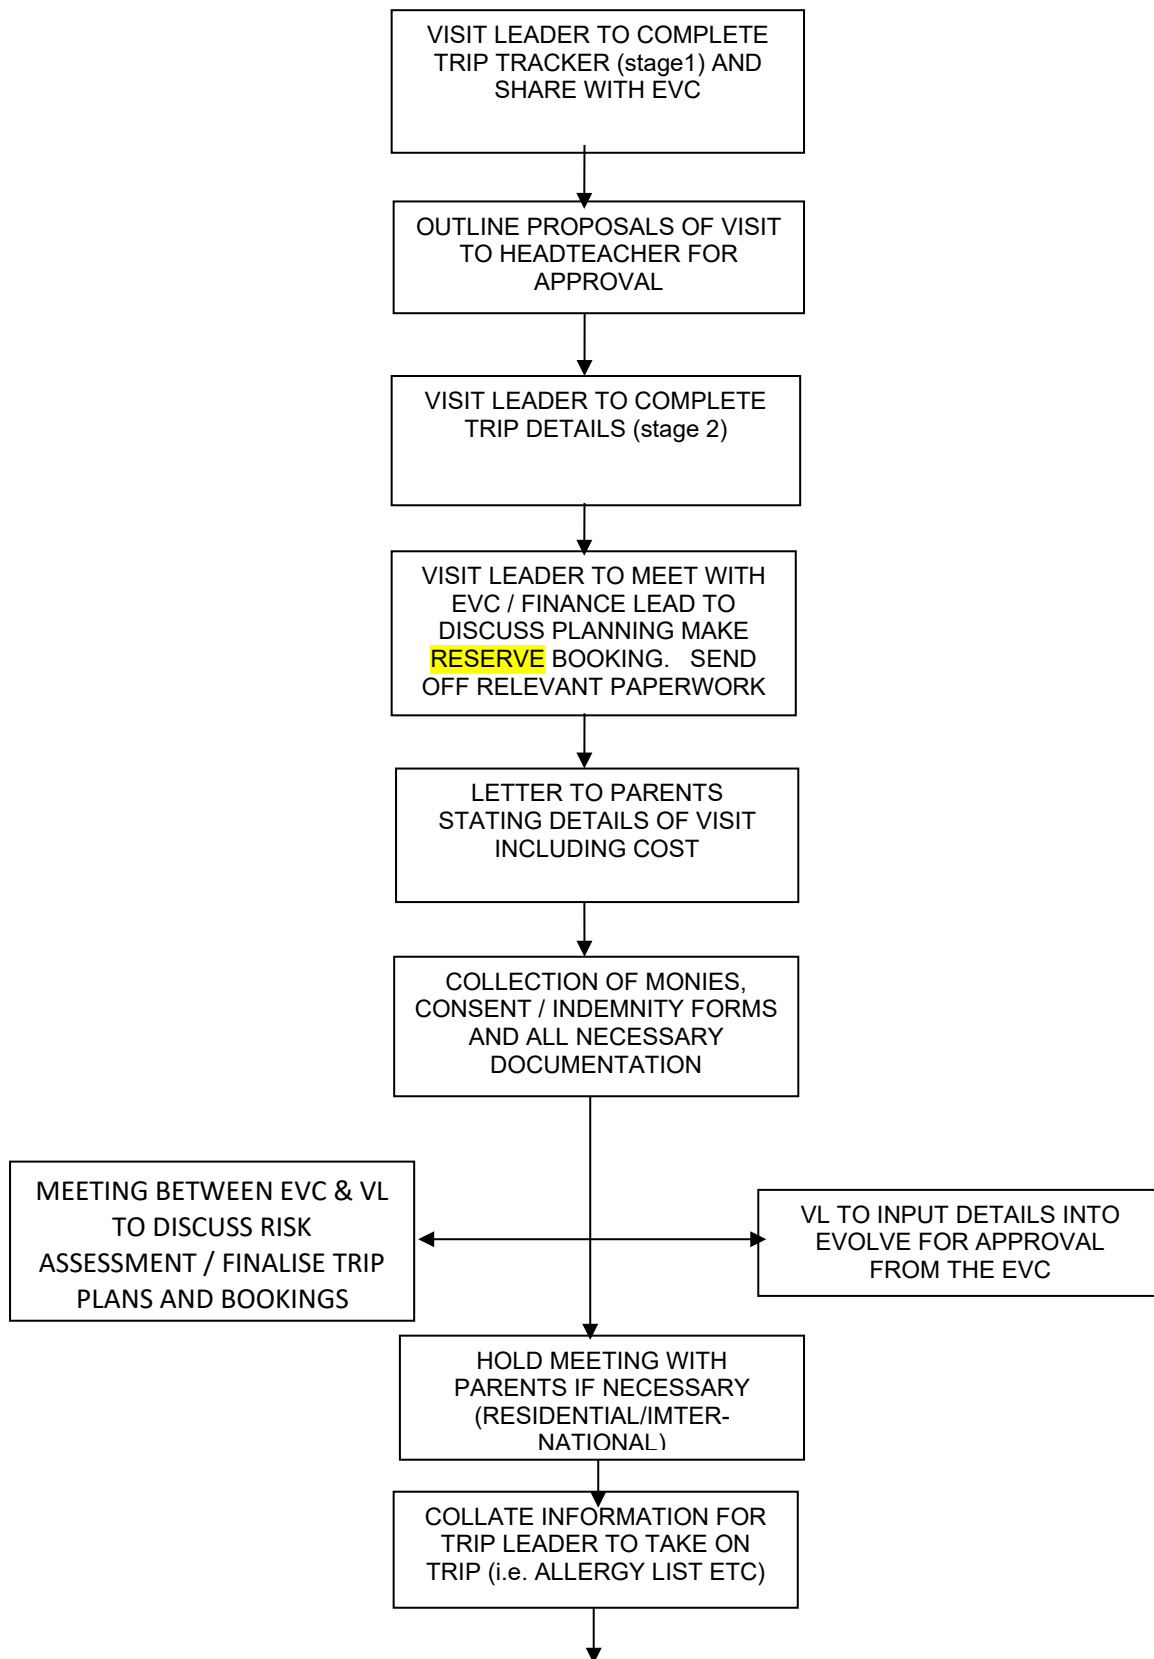 VISIT LEADER TO COMPLETE
TRIP TRACKER (stage1) AND
SHARE WITH EVC
OUTLINE PROPOSALS OF VISIT
TO HEADTEACHER FOR
APPROVAL
VISIT LEADER TO COMPLETE
TRIP DETAILS (stage 2)
VISIT LEADER TO MEET WITH
EVC / FINANCE LEAD TO
DISCUSS PLANNING MAKE
RESERVE BOOKING.   SEND
OFF RELEVANT PAPERWORK
LETTER TO PARENTS
STATING DETAILS OF VISIT
INCLUDING COST
COLLECTION OF MONIES,
CONSENT / INDEMNITY FORMS
AND ALL NECESSARY
DOCUMENTATION
MEETING BETWEEN EVC & VL
TO DISCUSS RISK
ASSESSMENT / FINALISE TRIP
PLANS AND BOOKINGS
VL TO INPUT DETAILS INTO
EVOLVE FOR APPROVAL
FROM THE EVC
HOLD MEETING WITH
PARENTS IF NECESSARY
(RESIDENTIAL/IMTER-
NATIONAL)
COLLATE INFORMATION FOR
TRIP LEADER TO TAKE ON
TRIP (i.e. ALLERGY LIST ETC)